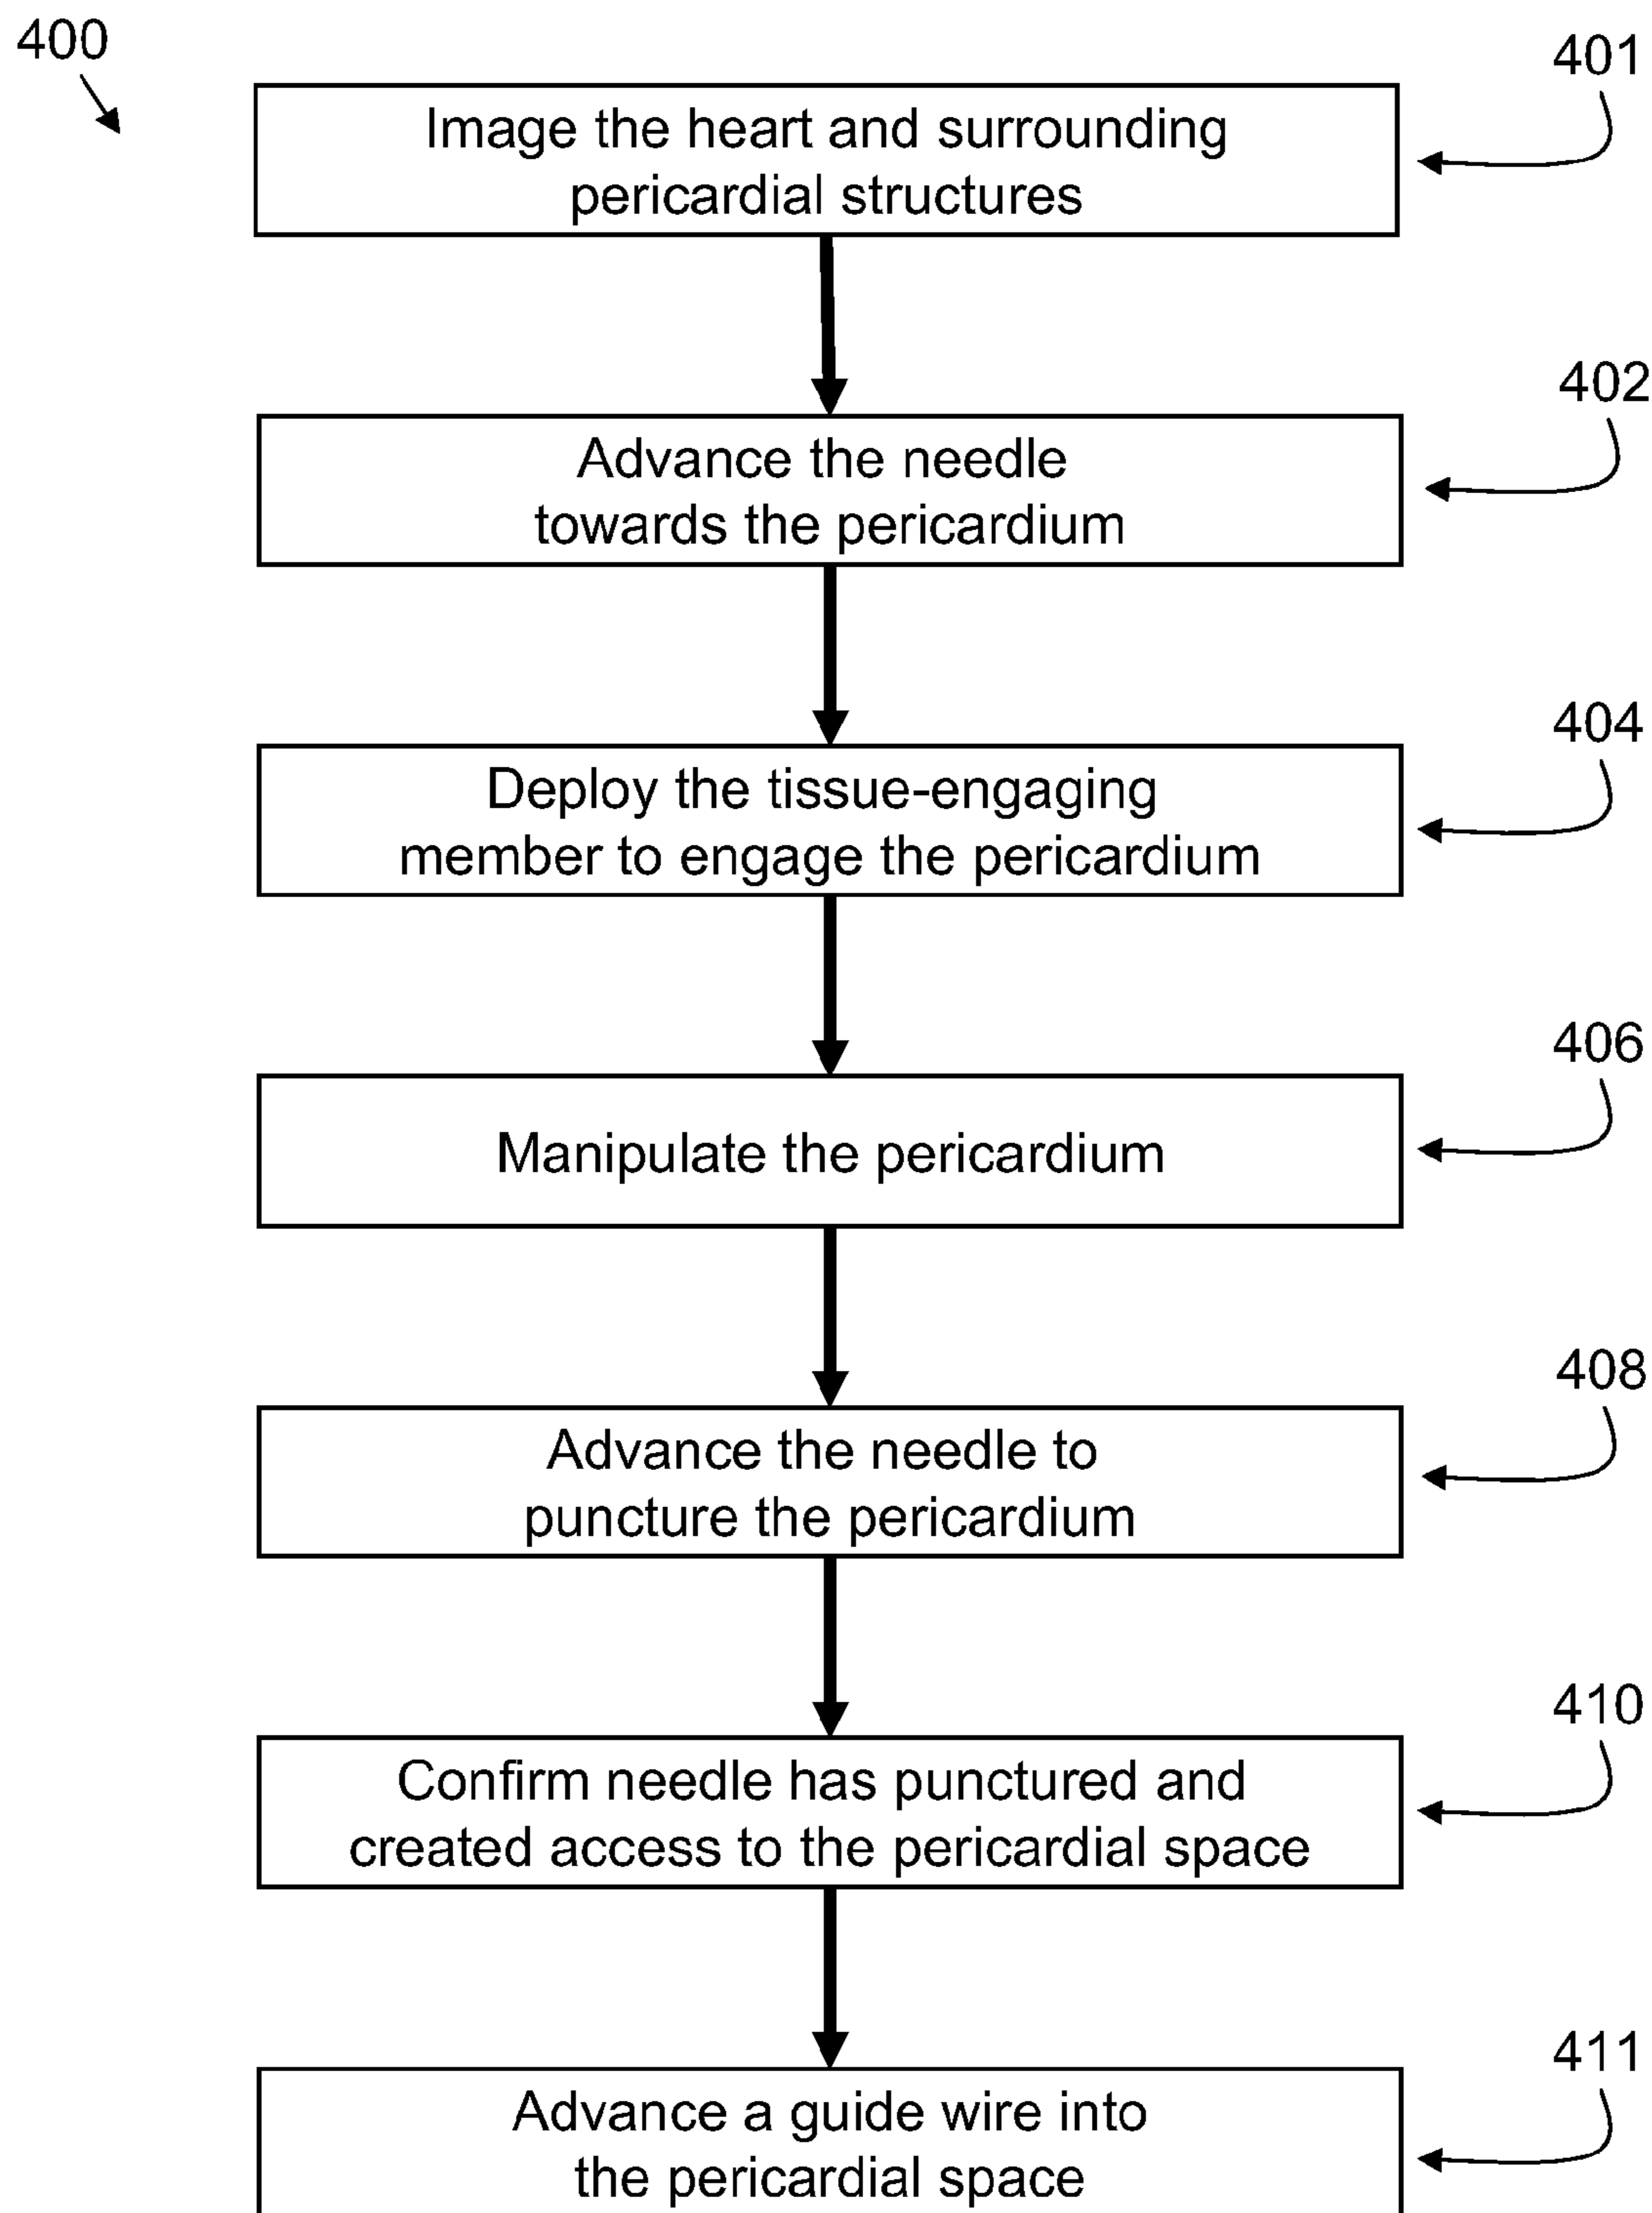 400
401
Image the heart and surrounding
pericardial structures
402
Advance the needle
towards the pericardium
404
Deploy the tissue-engaging
member to engage the pericardium
406
Manipulate the pericardium
408
Advance the needle to
puncture the pericardium
410
Confirm needle has punctured and
created access to the pericardial space
411
Advance a guide wire into
the pericardial space